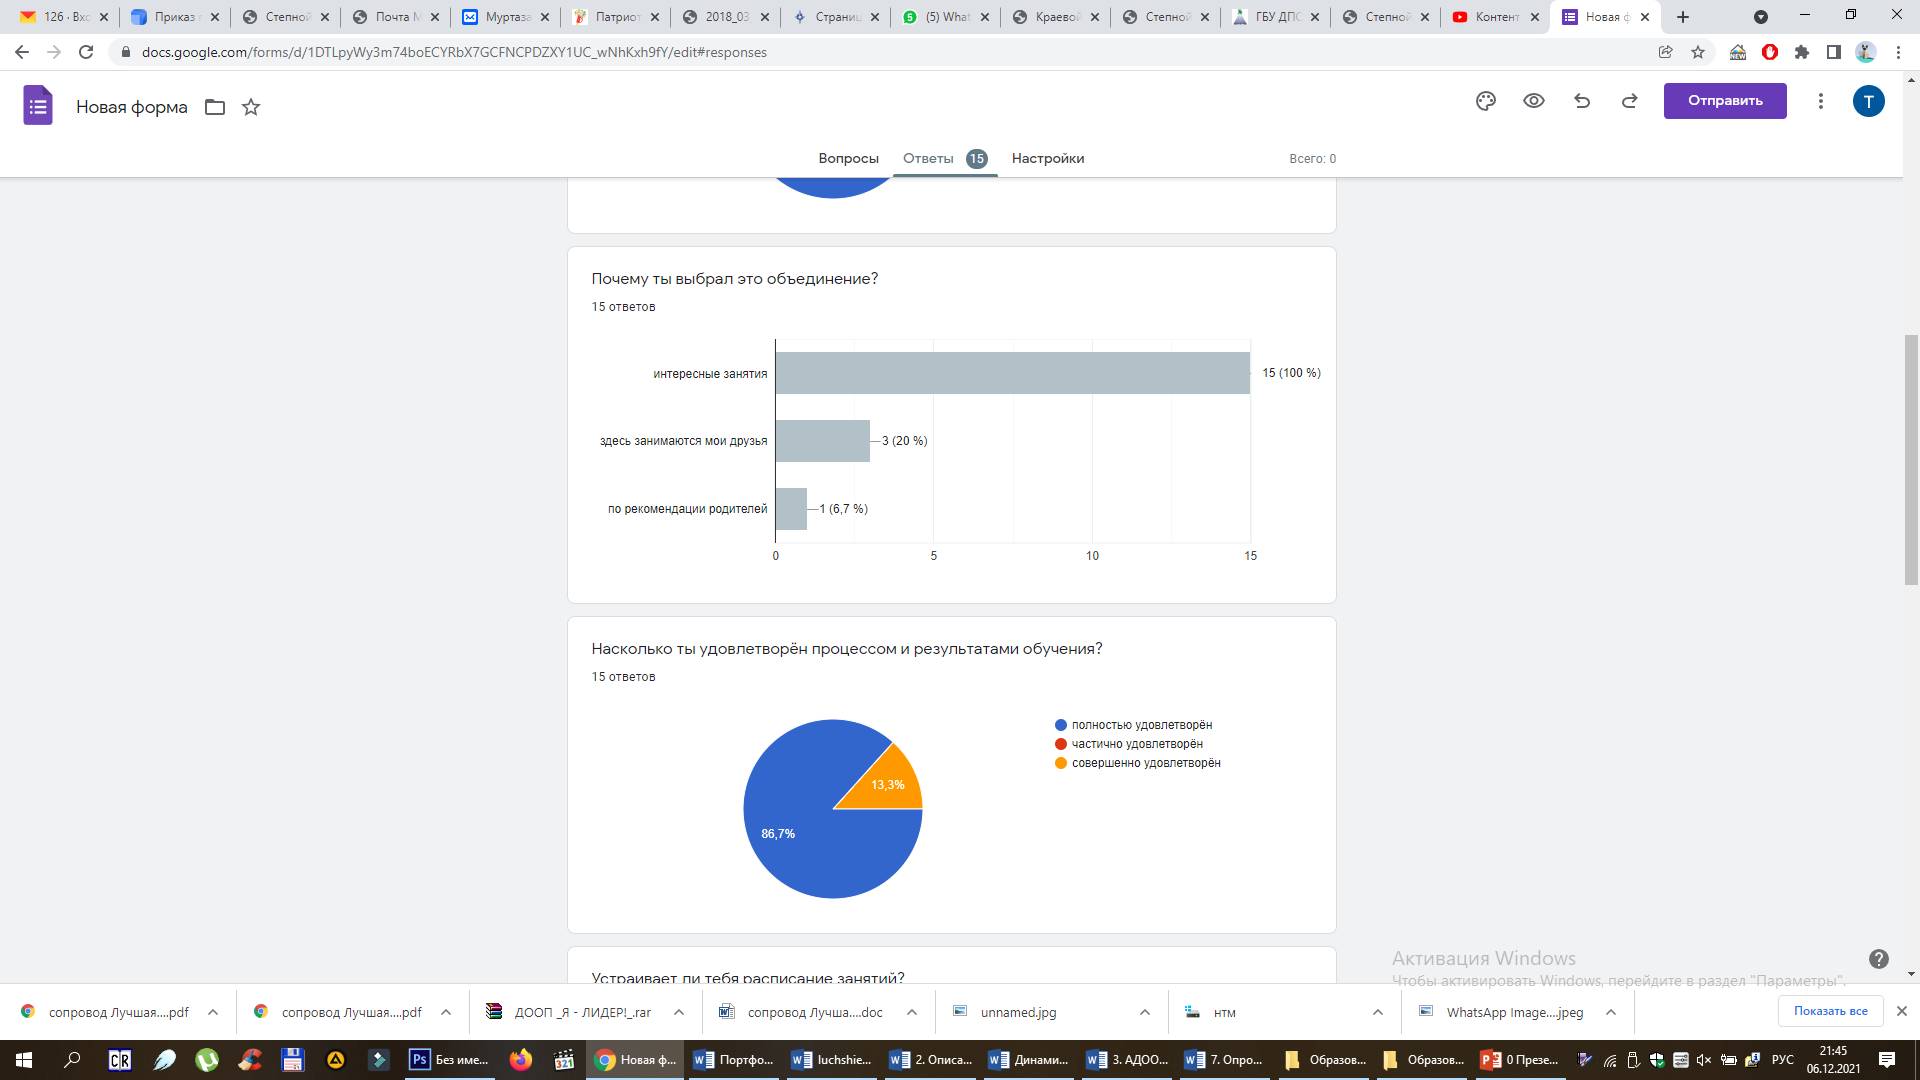 126 · Вхо
Приказ г
Степной
Почта М
Муртаза
Патриот
2018_03
Страниц
(5) What
Краевой
Степной
ГБУ ДПС
Степной
Контент
Новая ф
docs.google.com/forms/d/1DTLpyWy3m74boECYRbX7GCFNCPDZXY1UC_wNhKxh9fY/edit#responses
Новая форма
Отправить
T
Вопросы
Ответы 15
Настройки
Всего: 0
Почему ты выбрал это объединение?
15 ответов
интересные занятия
15 (100 %)
здесь занимаются мои друзья
3 (20 %)
по рекомендации родителей
1 (6,7 %)
0 5 10 15
Насколько ты удовлетворён процессом и результатами обучения?
15 ответов
полностью удовлетворён
частично удовлетворён
совершенно удовлетворён
13,3%
86,7%
Устраивает ли тебя расписание занятий?
Активация Windows
Чтобы активировать Windows, перейдите в раздел "Параметры".
сопровод Лучшая....pdf
сопровод Лучшая....pdf
ДООП _Я - ЛИДЕР!_.rar
сопровод Лучша....doc
unnamed.jpg
нтм
WhatsApp Image....jpeg
Показать все
Без име...
Новая ф...
Портфо...
luchshie...
2. Описа...
Динами...
3. АДОО...
7. Опро...
Образов...
Образов...
0 Презе...
РУС
21:45
06.12.2021